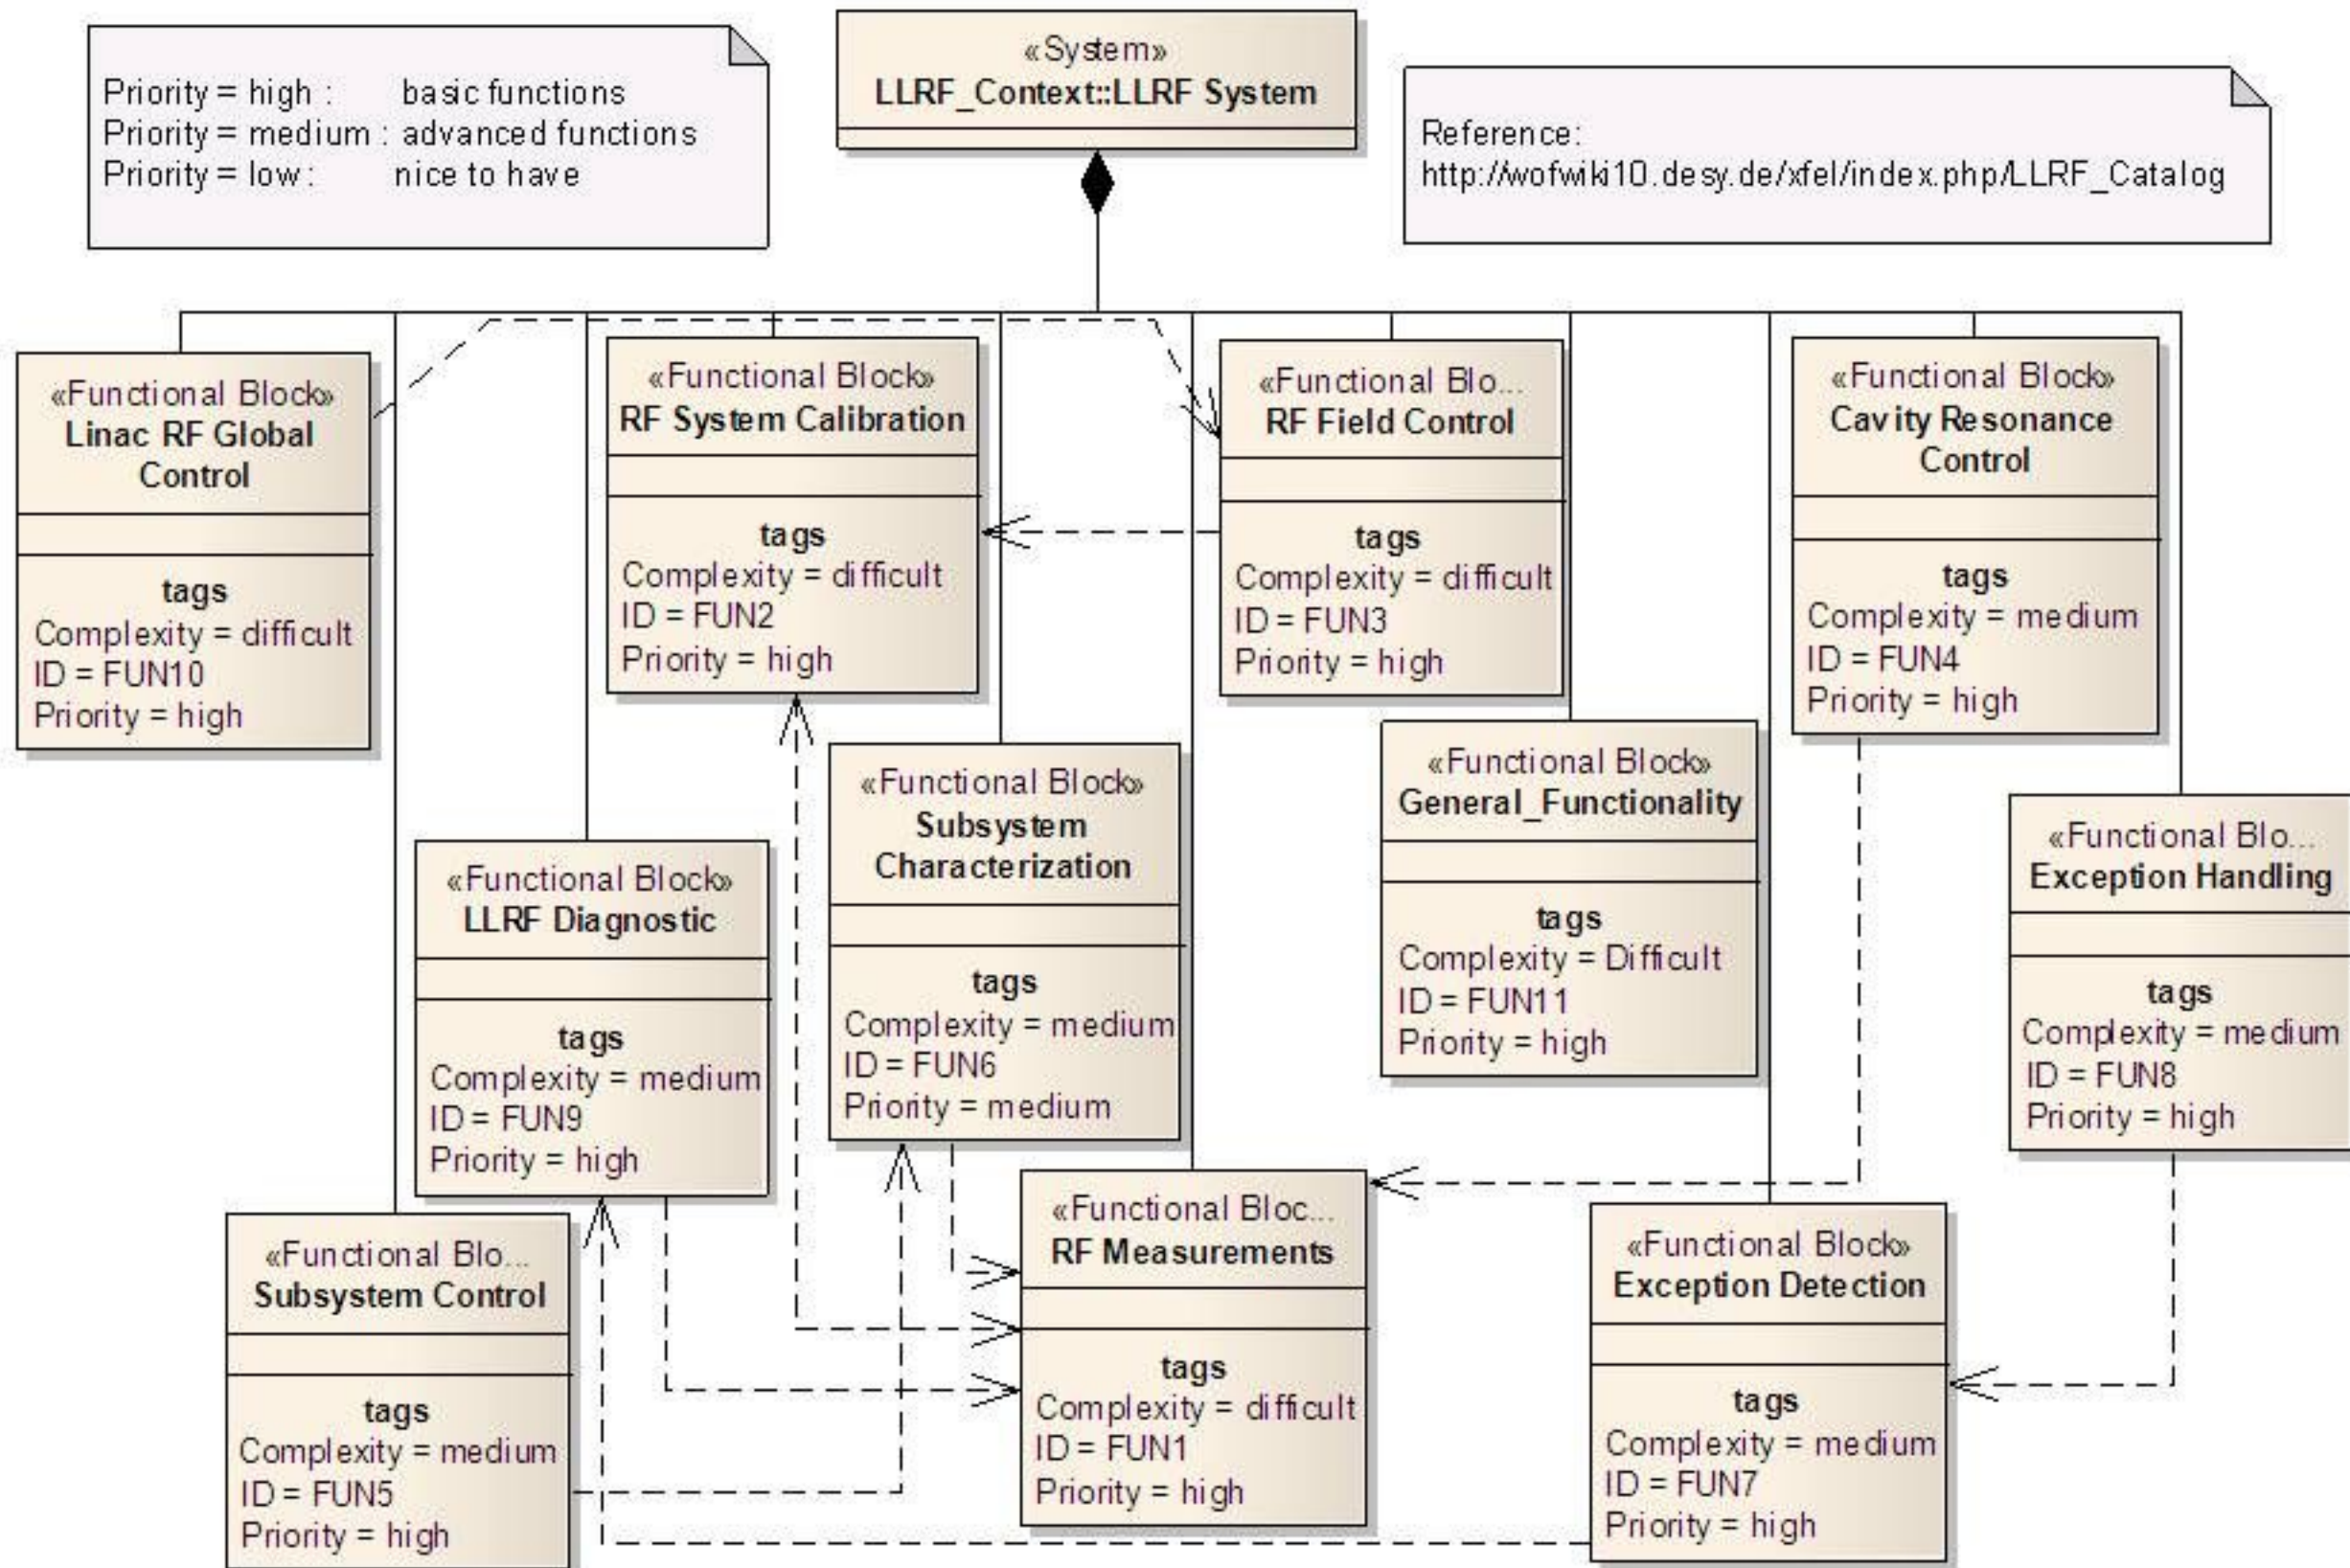 Priority = high :        basic functions
Priority = medium :  advanced functions
Priority = low :         nice to have
«System»
LLRF_Context::LLRF System
Reference:
http://wofwiki10.desy.de/xfel/index.php/LLRF_Catalog
«Functional Block»
Linac RF Global
Control
tags
Complexity = difficult
ID = FUN10
Priority = high
«Functional Block»
RF System Calibration
tags
Complexity = difficult
ID = FUN2
Priority = high
«Functional Blo...
RF Field Control
tags
Complexity = difficult
ID = FUN3
Priority = high
«Functional Block»
Cavity Resonance
Control
tags
Complexity = medium
ID = FUN4
Priority = high
«Functional Block»
LLRF Diagnostic
tags
Complexity = medium
ID = FUN9
Priority = high
«Functional Block»
Subsystem
Characterization
tags
Complexity = medium
ID = FUN6
Priority = medium
«Functional Block»
General_Functionality
tags
Complexity = Difficult
ID = FUN11
Priority = high
«Functional Blo...
Exception Handling
tags
Complexity = medium
ID = FUN8
Priority = high
«Functional Blo...
Subsystem Control
tags
Complexity = medium
ID = FUN5
Priority = high
«Functional Bloc...
RF Measurements
tags
Complexity = difficult
ID = FUN1
Priority = high
«Functional Block»
Exception Detection
tags
Complexity = medium
ID = FUN7
Priority = high